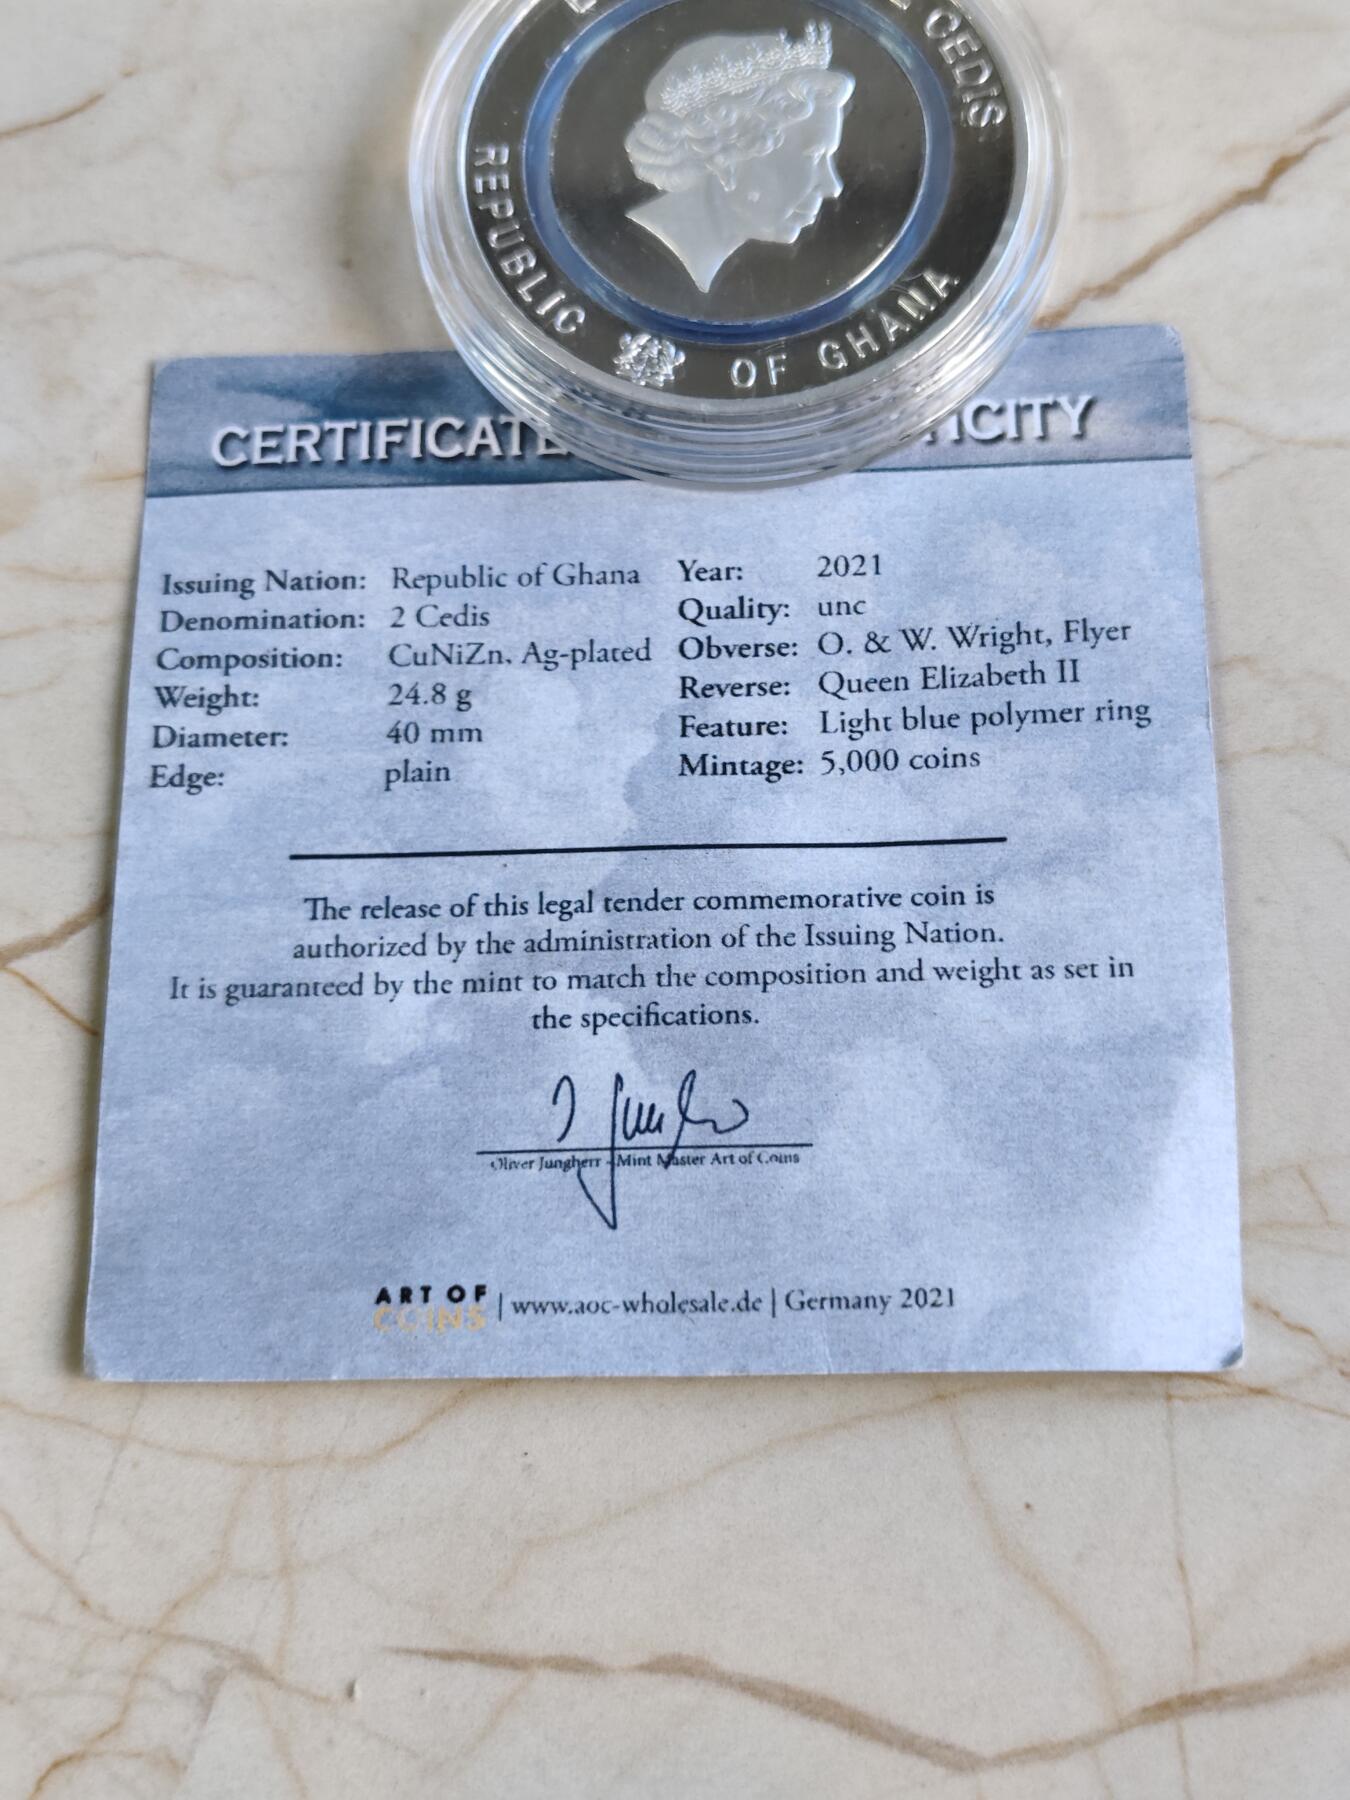 CEDIS
REPUBLIC OF GHANA
CERTIFICATE
Issuing Nation: Republic of Ghana
Denomination: 2 Cedis
Composition: CuNiZn, Ag-plated
Weight: 24.8 g
Diameter: 40 mm
Edge: plain
Year: 2021
Quality: unc
Obverse: O. & W. Wright, Flyer
Reverse: Queen Elizabeth II
Feature: Light blue polymer ring
Mintage: 5,000 coins
The release of this legal tender commemorative coin is
authorized by the administration of the Issuing Nation.
It is guaranteed by the mint to match the composition and weight as set in
the specifications.
Oliver Jungherr - Mint Master Art of Coins
ART OF
COINS
| www.aoc-wholesale.de | Germany 2021